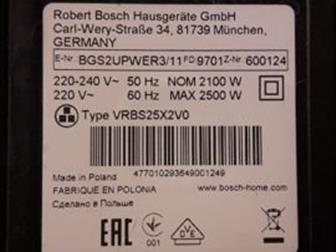 Robert Bosch Hausgeräte GmbH
Carl-Wery-Straße 34, 81739 München,
GERMANY
E-Nr BGS2UPWER3/11 FD 9701 Z-Nr 600124
220-240 V~ 50 Hz NOM 2100 W
220 V~ 60 Hz MAX 2500 W
Type VRBS25X2V0
Made in Poland 477010293649001249
FABRIQUE EN POLONIA www.bosch-home.com
Сделано в Польше
EAC 001 VDE